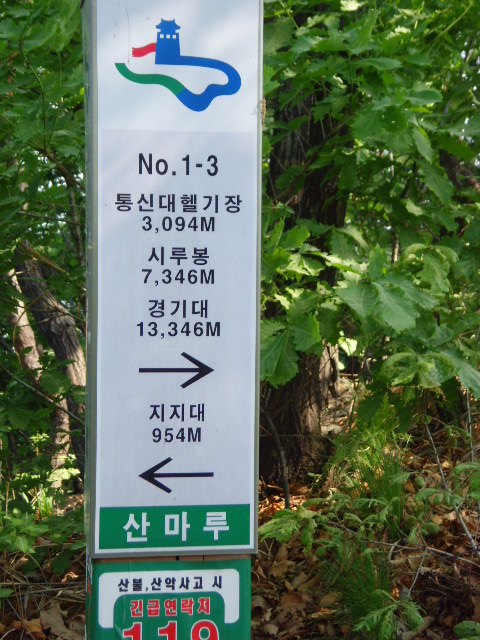 No.1-3
통신대헬기장
3,094M
시루봉
7,346M
경기대
13,346M
지지대
954M
산마루
산불,산악사고 시
긴급연락처
119